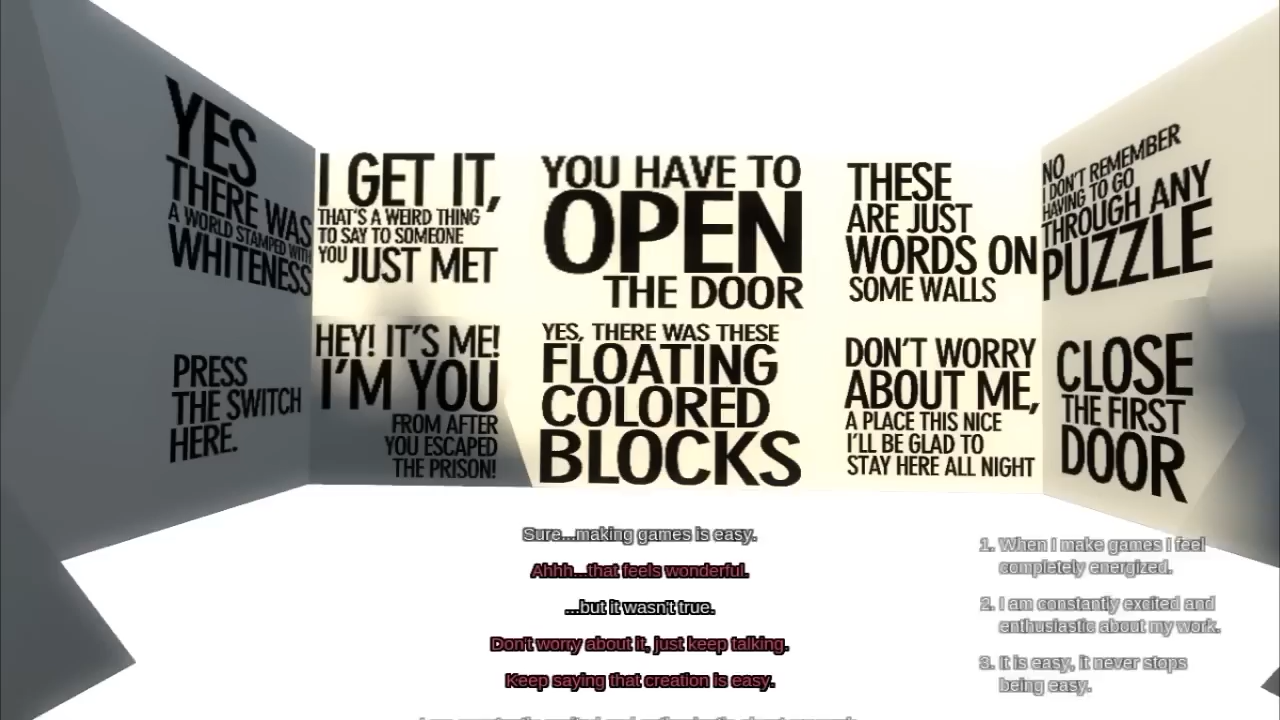 YES
THERE WAS
A WORLD STAMPED WITH
WHITENESS
PRESS
THE SWITCH
HERE.
I GET IT,
THAT'S A WEIRD THING
TO SAY TO SOMEONE
YOU JUST MET
HEY! IT'S ME!
I'M YOU
FROM AFTER
YOU ESCAPED
THE PRISON!
YOU HAVE TO
OPEN
THE DOOR
YES, THERE WAS THESE
FLOATING
COLORED
BLOCKS
THESE
ARE JUST
WORDS ON
SOME WALLS
DON'T WORRY
ABOUT ME,
A PLACE THIS NICE
I'LL BE GLAD TO
STAY HERE ALL NIGHT
NO
I DON'T REMEMBER
HAVING TO GO
THROUGH ANY
PUZZLE
CLOSE
THE FIRST
DOOR
Sure...making games is easy.
Ahhh...that feels wonderful.
...but it wasn't true.
Don't worry about it, just keep talking.
Keep saying that creation is easy.
1. When I make games I feel
completely energized.
2. I am constantly excited and
enthusiastic about my work.
3. It is easy, it never stops
being easy.